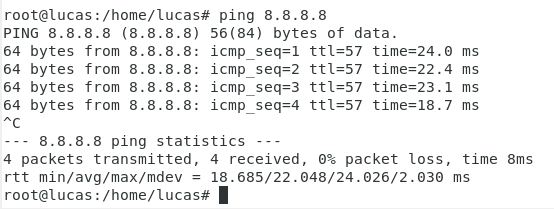 root@lucas:/home/lucas# ping 8.8.8.8
PING 8.8.8.8 (8.8.8.8) 56(84) bytes of data.
64 bytes from 8.8.8.8: icmp_seq=1 ttl=57 time=24.0 ms
64 bytes from 8.8.8.8: icmp_seq=2 ttl=57 time=22.4 ms
64 bytes from 8.8.8.8: icmp_seq=3 ttl=57 time=23.1 ms
64 bytes from 8.8.8.8: icmp_seq=4 ttl=57 time=18.7 ms
^C
--- 8.8.8.8 ping statistics ---
4 packets transmitted, 4 received, 0% packet loss, time 8ms
rtt min/avg/max/mdev = 18.685/22.048/24.026/2.030 ms
root@lucas:/home/lucas#